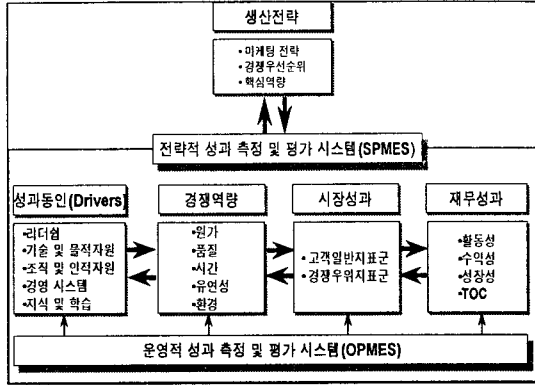 생산전략
•마케팅 전략
•경쟁우선순위
•핵심역량
전략적 성과 측정 및 평가 시스템(SPMES)
성과동인(Drivers)
•리더쉽
•기술 및 물적자원
•조직 및 인적자원
•경영 시스템
•지식 및 학습
경쟁역량
•원가
•품질
•시간
•유연성
•환경
시장성과
• 고객일반지표군
• 경쟁우위지표군
재무성과
•활동성
•수익성
•성장성
•TOC
운영적 성과 측정 및 평가 시스템(OPMES)